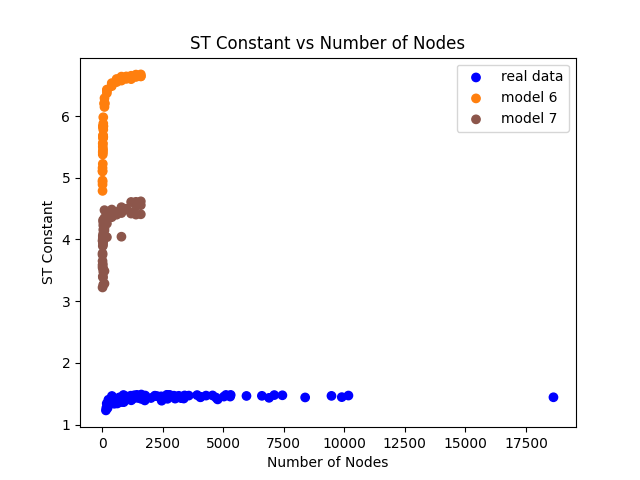 ST Constant vs Number of Nodes
real data
model 6
model 7
ST Constant
6
5
4
3
2
1
0 2500 5000 7500 10000 12500 15000 17500
Number of Nodes